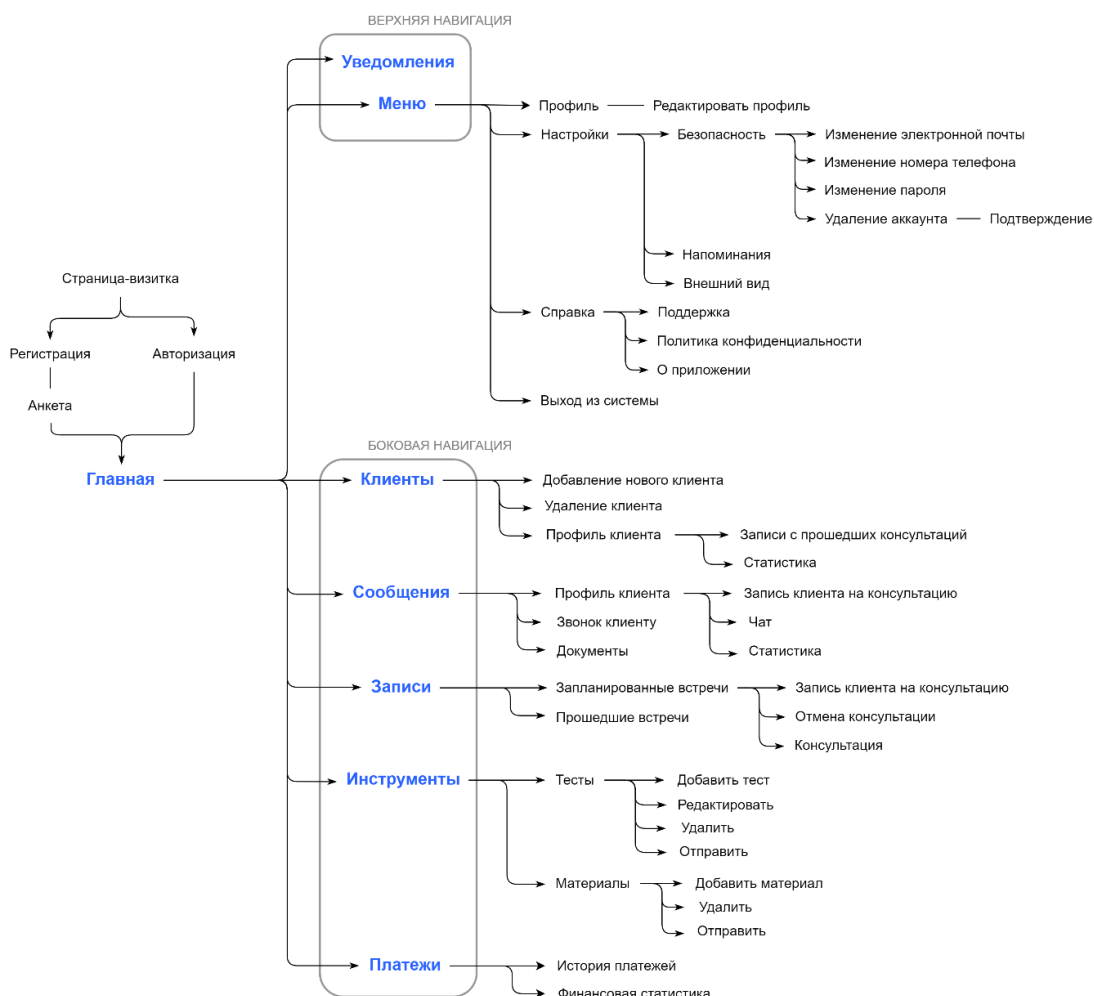 ВЕРХНЯЯ НАВИГАЦИЯ
Уведомления
Меню
Профиль
Редактировать профиль
Настройки
Безопасность
Изменение электронной почты
Изменение номера телефона
Изменение пароля
Удаление аккаунта
Подтверждение
Напоминания
Внешний вид
Справка
Поддержка
Политика конфиденциальности
О приложении
Выход из системы
Страница-визитка
Регистрация
Авторизация
Анкета
Главная
БОКОВАЯ НАВИГАЦИЯ
Клиенты
Добавление нового клиента
Удаление клиента
Профиль клиента
Записи с прошедших консультаций
Статистика
Сообщения
Профиль клиента
Запись клиента на консультацию
Звонок клиенту
Чат
Документы
Статистика
Записи
Запланированные встречи
Запись клиента на консультацию
Прошедшие встречи
Отмена консультации
Консультация
Инструменты
Тесты
Добавить тест
Редактировать
Удалить
Отправить
Материалы
Добавить материал
Удалить
Отправить
Платежи
История платежей
Финансовая статистика